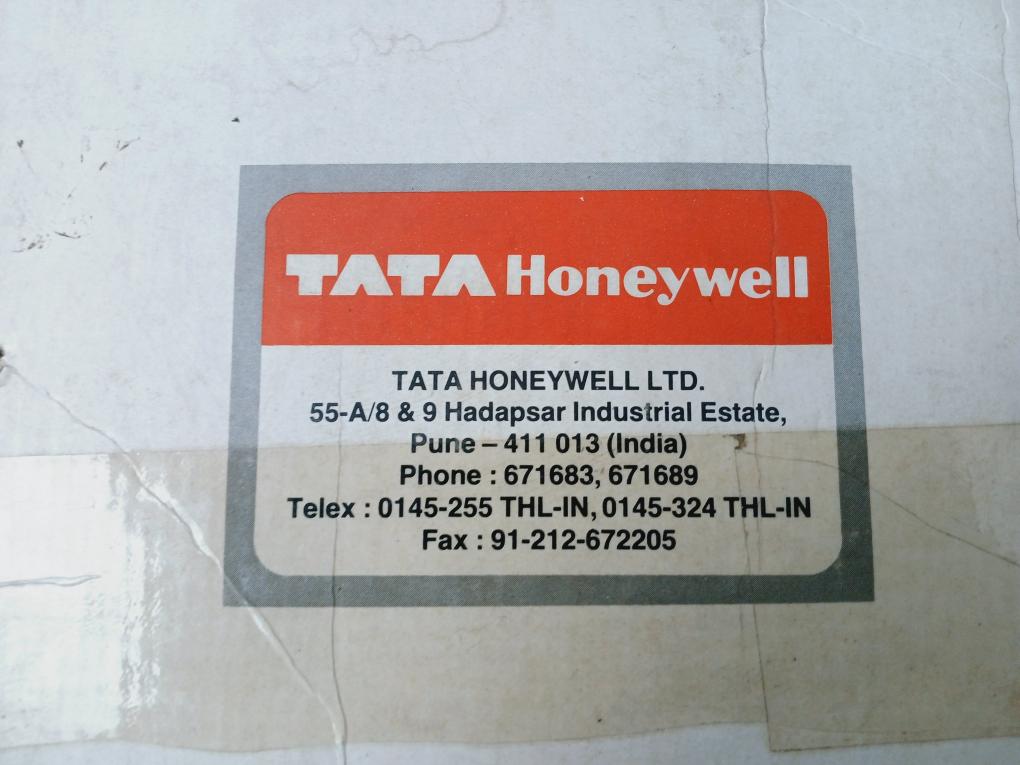 TATA Honeywell
TATA HONEYWELL LTD.
55-A/8 & 9 Hadapsar Industrial Estate,
Pune – 411 013 (India)
Phone : 671683, 671689
Telex : 0145-255 THL-IN, 0145-324 THL-IN
Fax : 91-212-672205